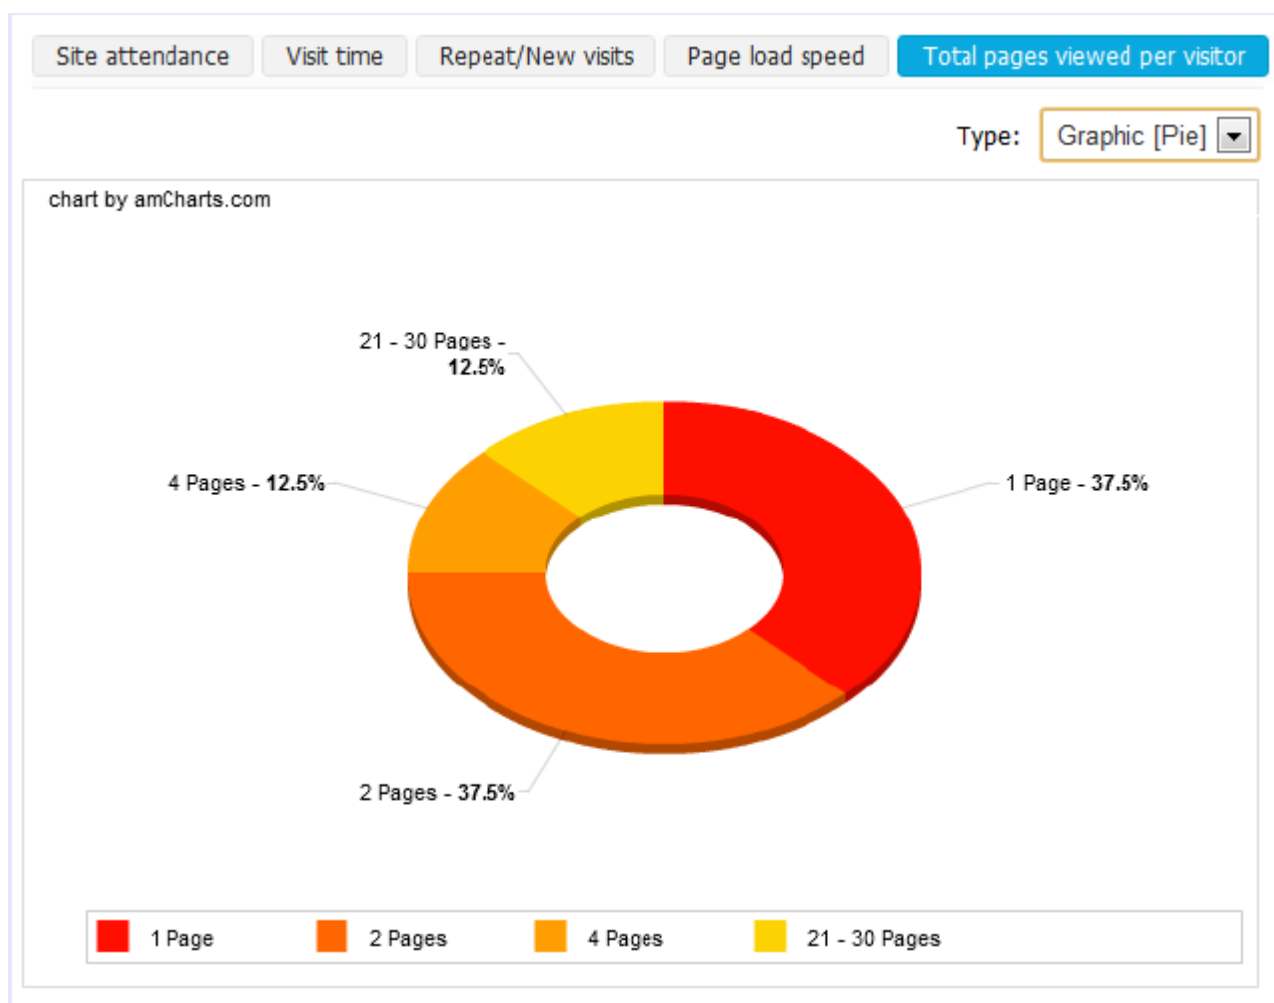 Site attendance
Visit time
Repeat/New visits
Page load speed
Total pages viewed per visitor
Type:
Graphic [Pie]
chart by amCharts.com
21 - 30 Pages -
12.5%
4 Pages - 12.5%
1 Page - 37.5%
2 Pages - 37.5%
1 Page
2 Pages
4 Pages
21 - 30 Pages